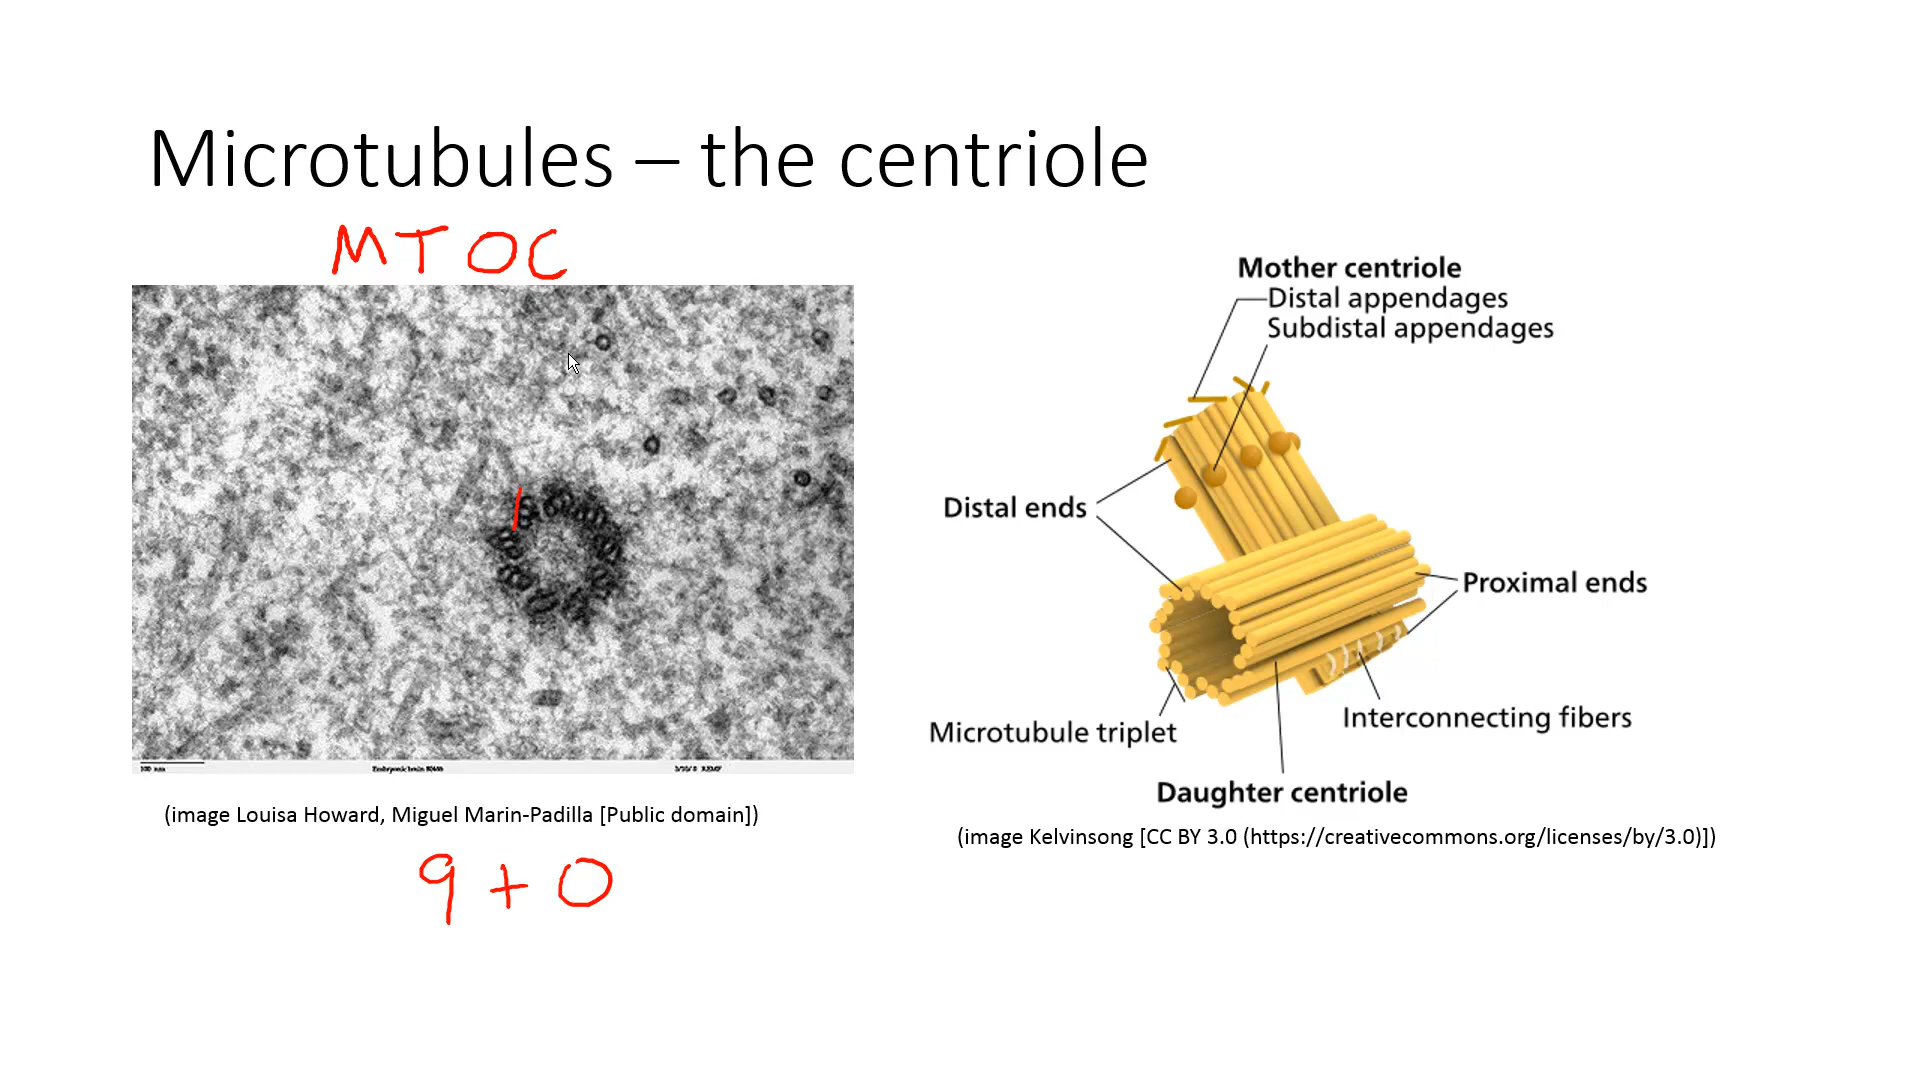 Microtubules – the centriole
MTOC
100 nm
(image Louisa Howard, Miguel Marin-Padilla [Public domain])
9 + 0
Mother centriole
Distal appendages
Subdistal appendages
Distal ends
Proximal ends
Microtubule triplet
Interconnecting fibers
Daughter centriole
(image Kelvinsong [CC BY 3.0 (https://creativecommons.org/licenses/by/3.0)])